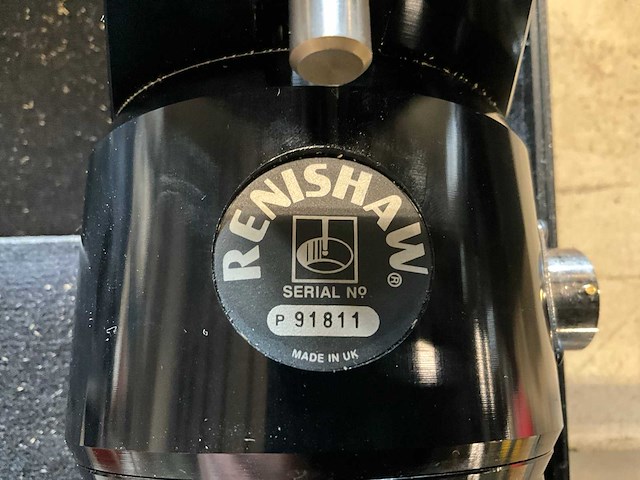 RENISHAW®
SERIAL Nº
P 91811
MADE IN UK